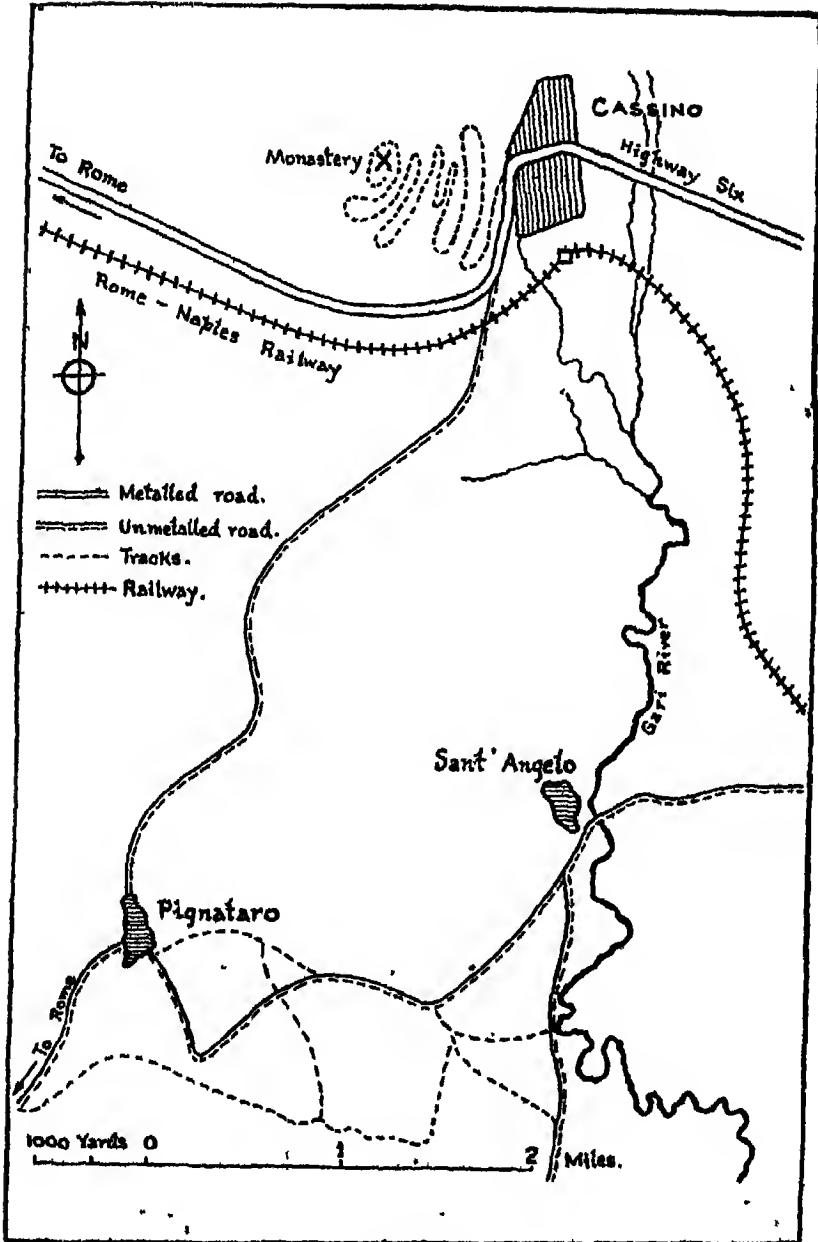 CASSINO
Monastery
Highway Six
To Rome
Rome - Naples Railway
N
Metalled road.
Unmetalled road.
Tracks.
Railway.
Gari River
Sant' Angelo
Pignataro
To Rome
1000 Yards 0 1 2 Miles.